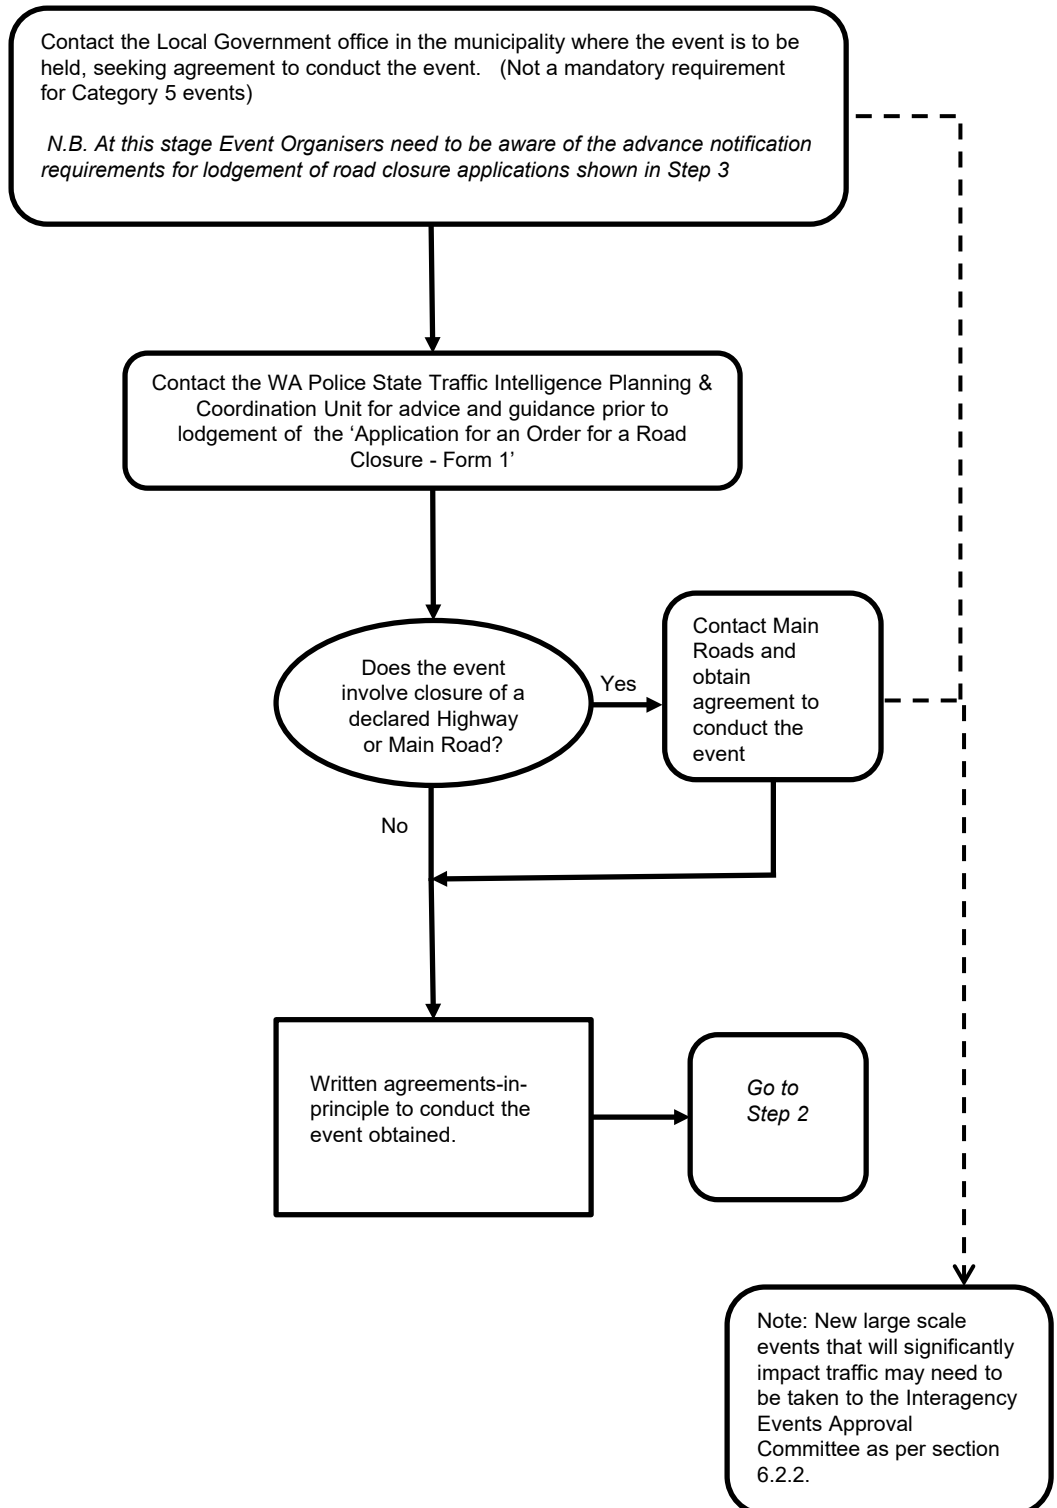 Contact the Local Government office in the municipality where the event is to be
held, seeking agreement to conduct the event.   (Not a mandatory requirement
for Category 5 events)
N.B. At this stage Event Organisers need to be aware of the advance notification
requirements for lodgement of road closure applications shown in Step 3
Contact the WA Police State Traffic Intelligence Planning &
Coordination Unit for advice and guidance prior to
lodgement of  the ‘Application for an Order for a Road
Closure - Form 1’
Does the event
involve closure of a
declared Highway
or Main Road?
Yes
Contact Main
Roads and
obtain
agreement to
conduct the
event
No
Written agreements-in-
principle to conduct the
event obtained.
Go to
Step 2
Note: New large scale
events that will significantly
impact traffic may need to
be taken to the Interagency
Events Approval
Committee as per section
6.2.2.